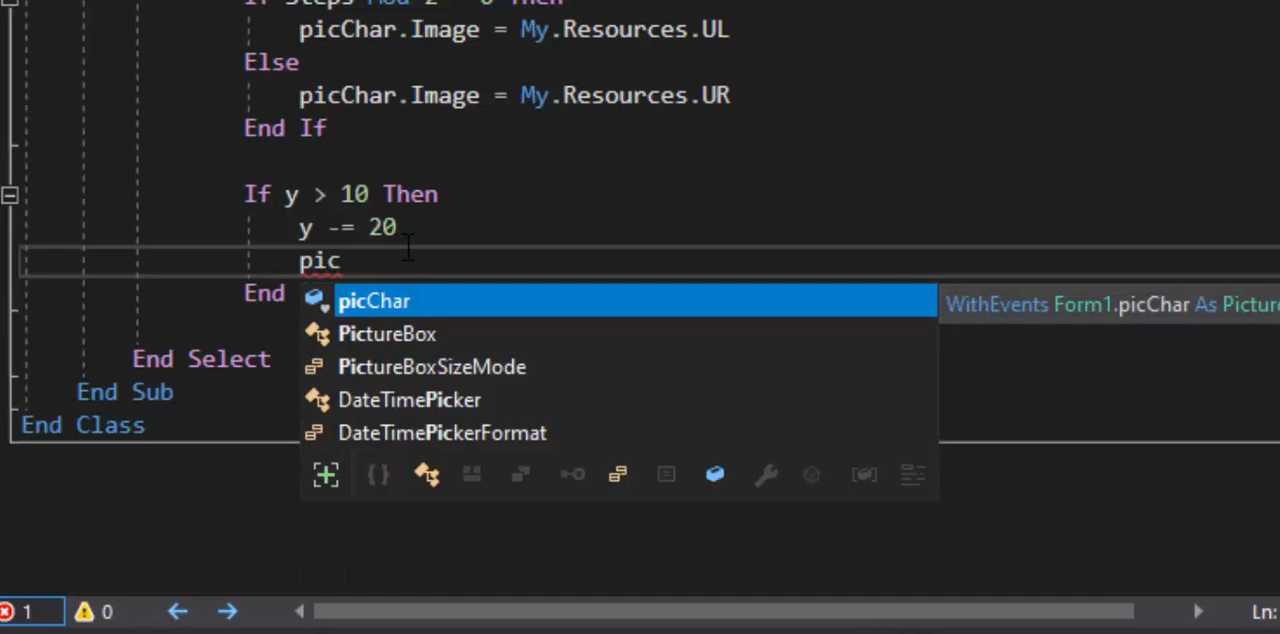 If Steps Mod 2 = 0 Then
picChar.Image = My.Resources.UL
Else
picChar.Image = My.Resources.UR
End If
If y > 10 Then
y -= 20
pic
End
picChar
WithEvents Form1.picChar As Pictur
PictureBox
PictureBoxSizeMode
DateTimePicker
DateTimePickerFormat
End Select
End Sub
End Class
1 0 Ln: